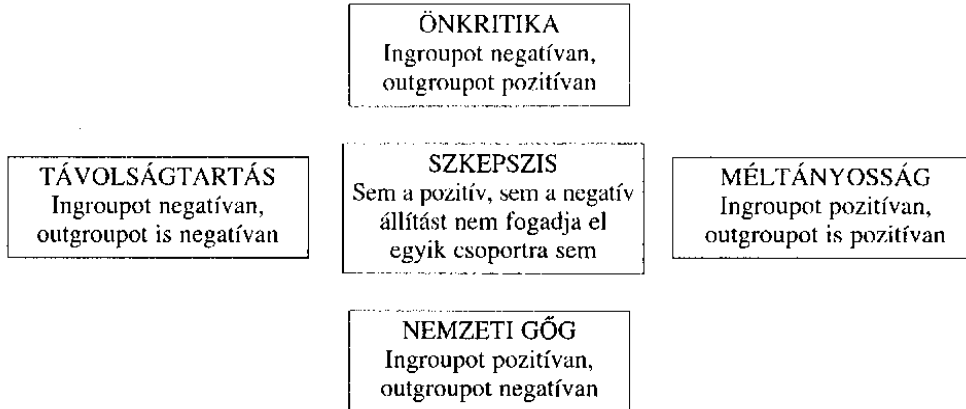 ÖNKRITIKA
Ingroupot negatívan,
outgroupot pozitívan
TÁVOLSÁGTARTÁS
Ingroupot negatívan,
outgroupot is negatívan
SZKEPSZIS
Sem a pozitív, sem a negatív
állítást nem fogadja el
egyik csoportra sem
MÉLTÁNYOSSÁG
Ingroupot pozitívan,
outgroupot is pozitívan
NEMZETI GŐG
Ingroupot pozitívan,
outgroupot negatívan